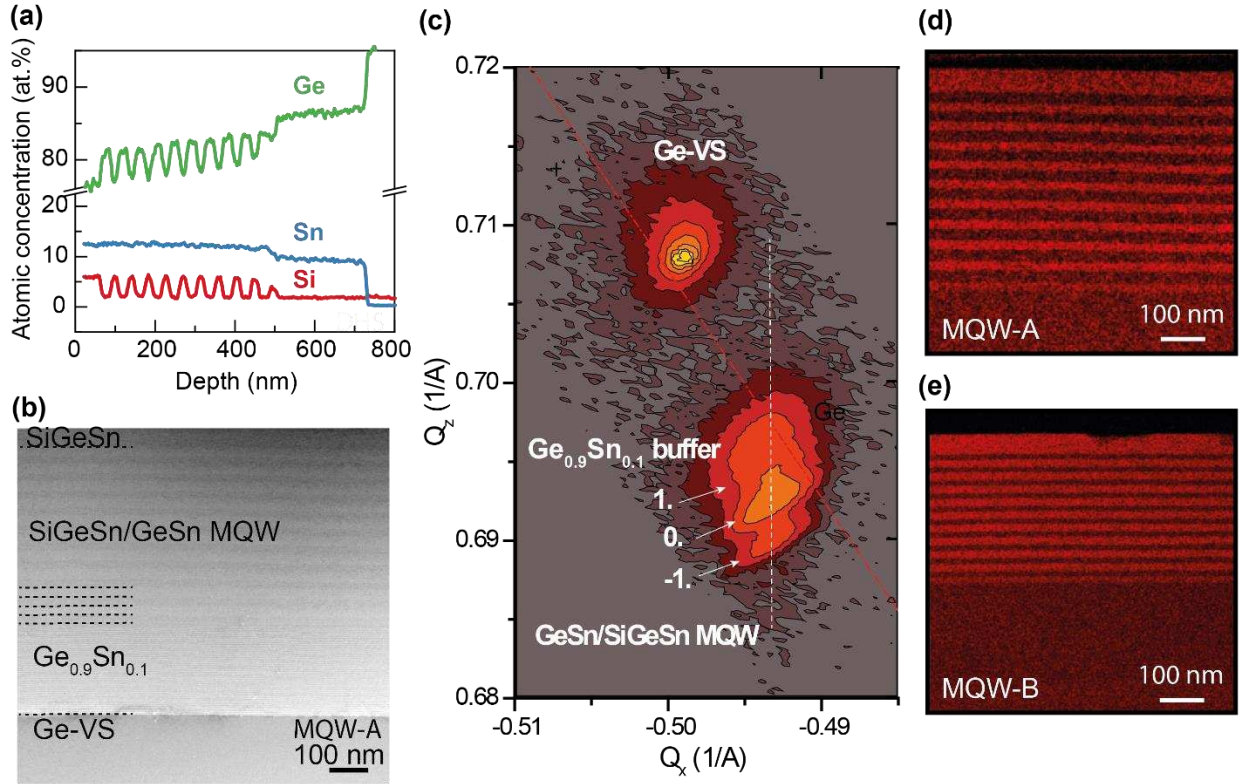 (a)
Atomic concentration (at.%)
90
80
20
10
0
Ge
Sn
Si
0 200 400 600 800
Depth (nm)
(b)
SiGeSn
SiGeSn/GeSn MQW
Ge0.9Sn0.1
Ge-VS
MQW-A
100 nm
(c)
0.72
0.71
0.70
0.69
0.68
Qz (1/A)
Ge-VS
Ge
Ge0.9Sn0.1 buffer
1.
0.
-1.
GeSn/SiGeSn MQW
-0.51 -0.50 -0.49
Qx (1/A)
(d)
MQW-A
100 nm
(e)
MQW-B
100 nm